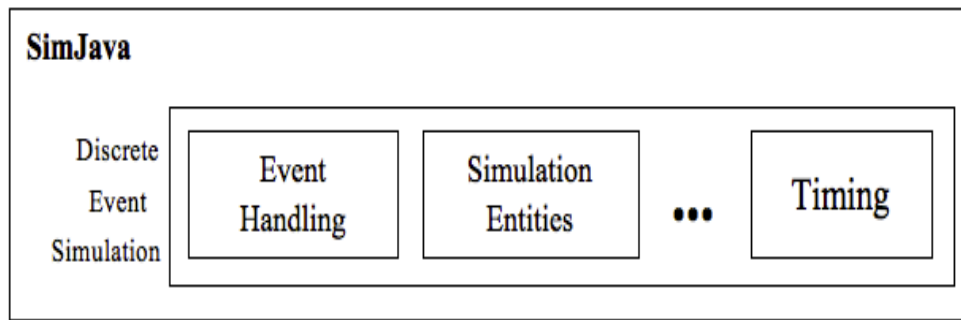 SimJava
Discrete
Event
Simulation
Event
Handling
Simulation
Entities
...
Timing